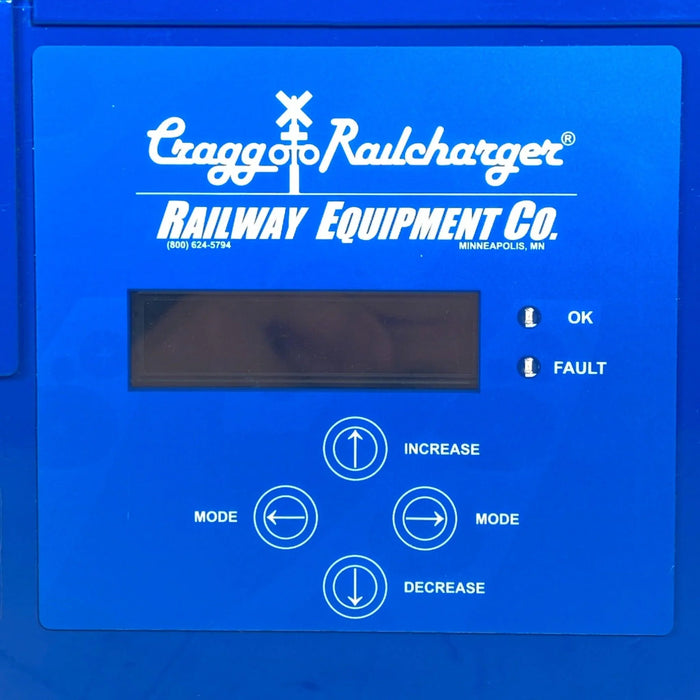 Cragg Railcharger®
RAILWAY EQUIPMENT CO.
(800) 624-5794 MINNEAPOLIS, MN
OK
FAULT
INCREASE
MODE MODE
DECREASE